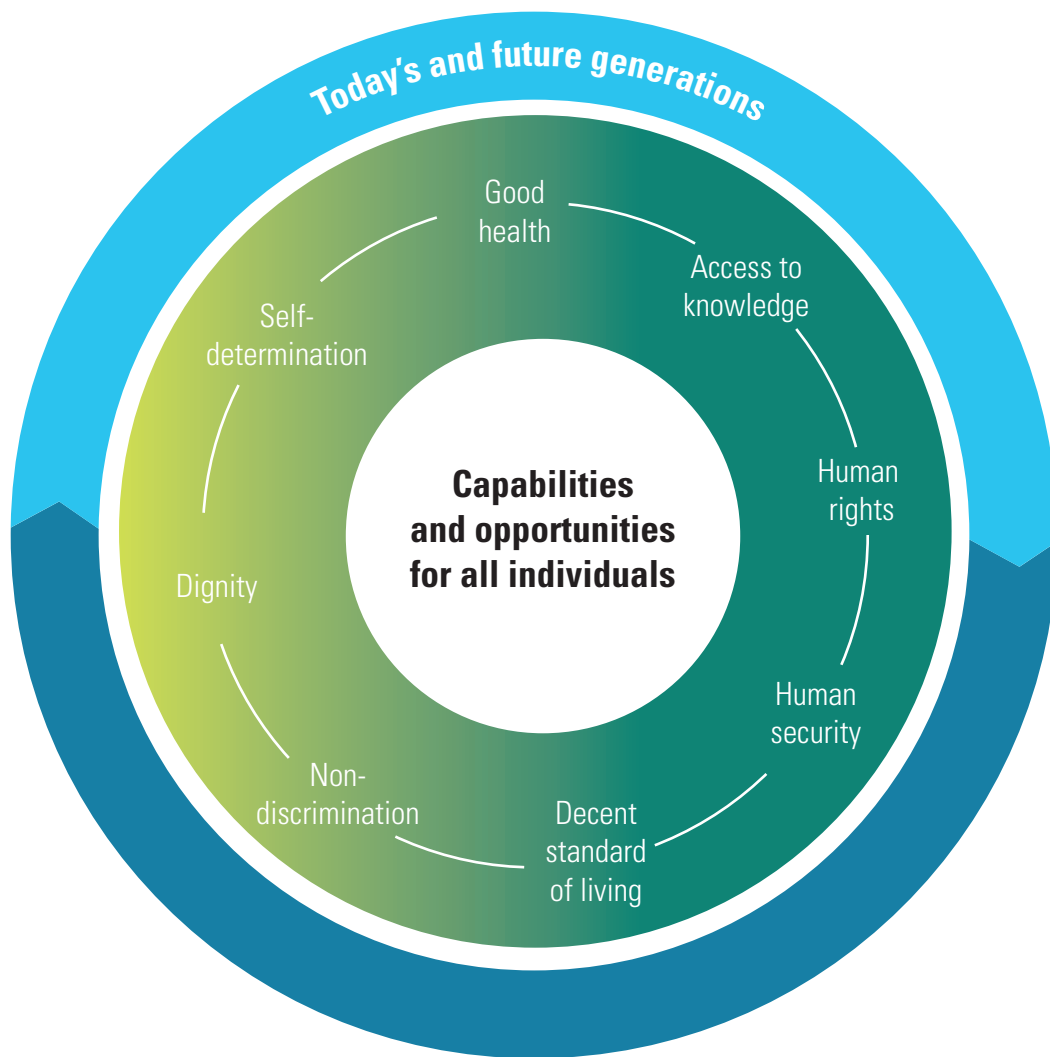 Today's and future generations
Good
health
Access to
knowledge
Human
rights
Human
security
Decent
standard
of living
Non-
discrimination
Dignity
Self-
determination
Capabilities
and opportunities
for all individuals